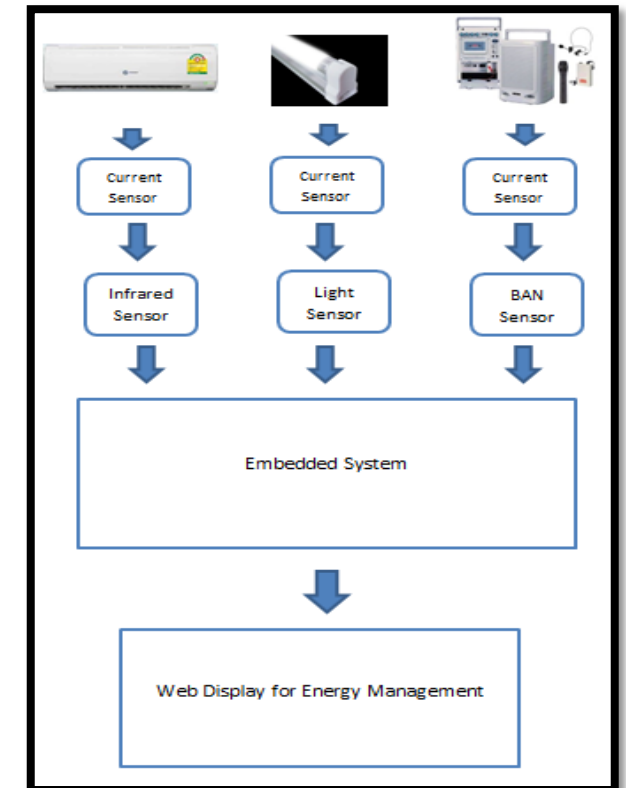 Current
Sensor
Current
Sensor
Current
Sensor
Infrared
Sensor
Light
Sensor
BAN
Sensor
Embedded System
Web Display for Energy Management